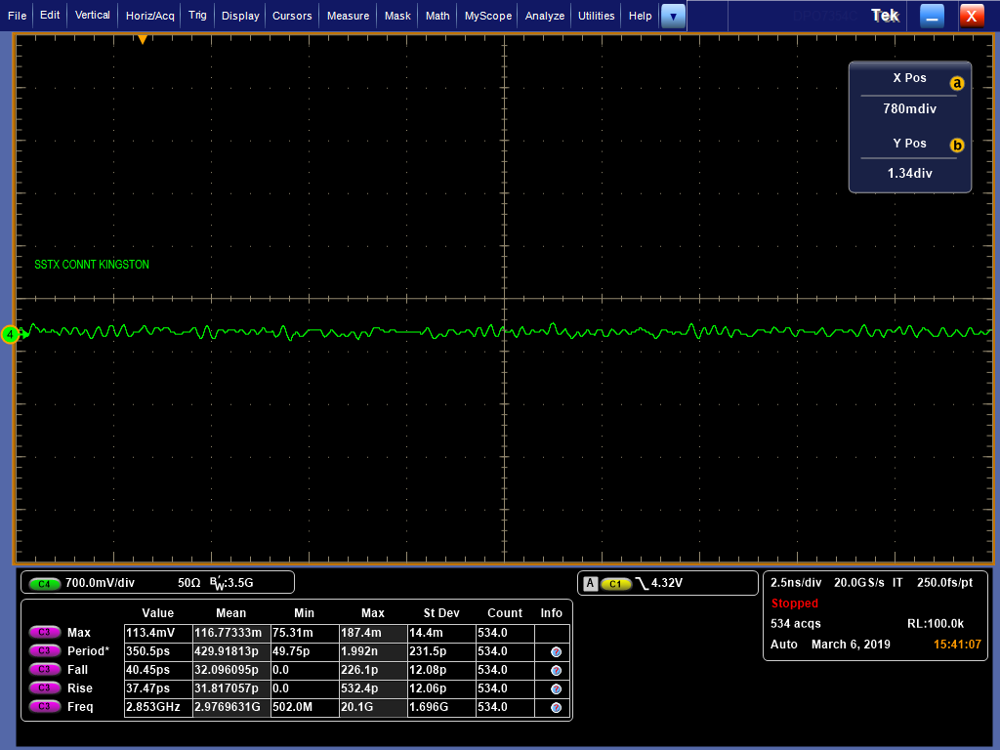 File Edit Vertical Horiz/Acq Trig Display Cursors Measure Mask Math MyScope Analyze Utilities Help Tek X
X Pos a
780mdiv
Y Pos b
1.34div
SSTX CONNT KINGSTON
4
C4 700.0mV/div 50Ω BW:3.5G
A C1 4.32V
2.5ns/div 20.0GS/s IT 250.0fs/pt
Stopped
534 acqs RL:100.0k
Auto March 6, 2019 15:41:07
Value Mean Min Max St Dev Count Info
C3 Max 113.4mV 116.77333m 75.31m 187.4m 14.4m 534.0
C3 Period* 350.5ps 429.91813p 49.75p 1.992n 231.5p 534.0
C3 Fall 40.45ps 32.096095p 0.0 226.1p 12.08p 534.0
C3 Rise 37.47ps 31.817057p 0.0 532.4p 12.06p 534.0
C3 Freq 2.853GHz 2.9769631G 502.0M 20.1G 1.696G 534.0